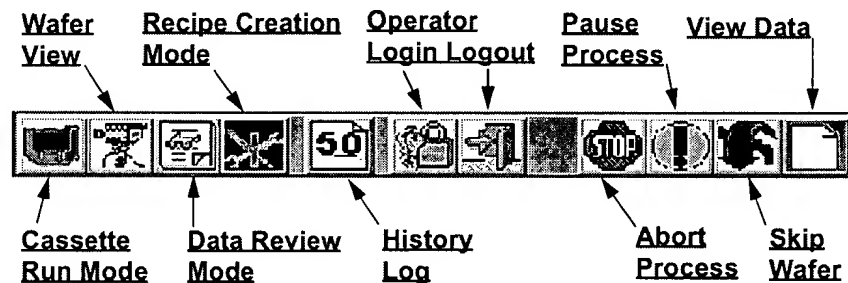 Wafer
View
Recipe Creation
Mode
Operator
Login Logout
Pause
Process
View Data
50
STOP
Cassette
Run Mode
Data Review
Mode
History
Log
Abort
Process
Skip
Wafer